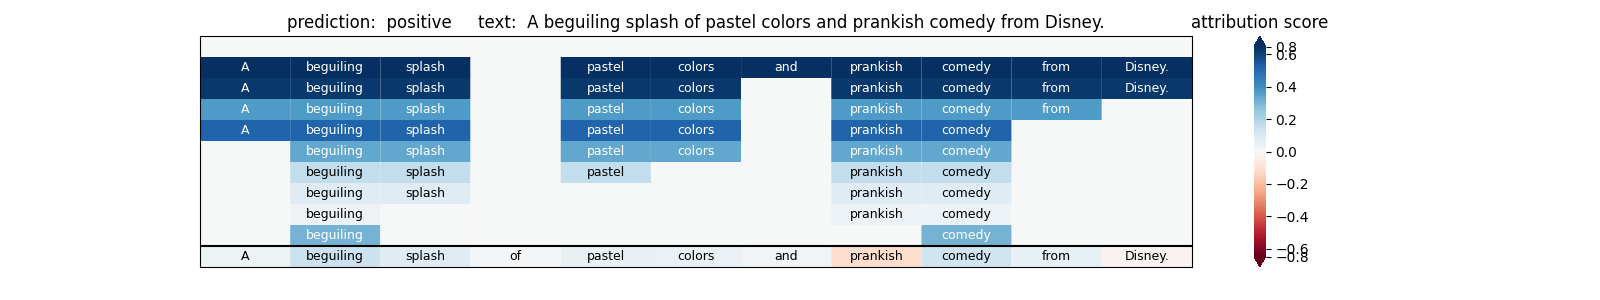 prediction:  positive     text:  A beguiling splash of pastel colors and prankish comedy from Disney.     attribution score
A beguiling splash pastel colors and prankish comedy from Disney.
A beguiling splash pastel colors prankish comedy from Disney.
A beguiling splash pastel colors prankish comedy from
A beguiling splash pastel colors prankish comedy
beguiling splash pastel colors prankish comedy
beguiling splash pastel prankish comedy
beguiling splash prankish comedy
beguiling prankish comedy
beguiling comedy
A beguiling splash of pastel colors and prankish comedy from Disney.
0.8
0.6
0.4
0.2
0.0
−0.2
−0.4
−0.6
−0.8